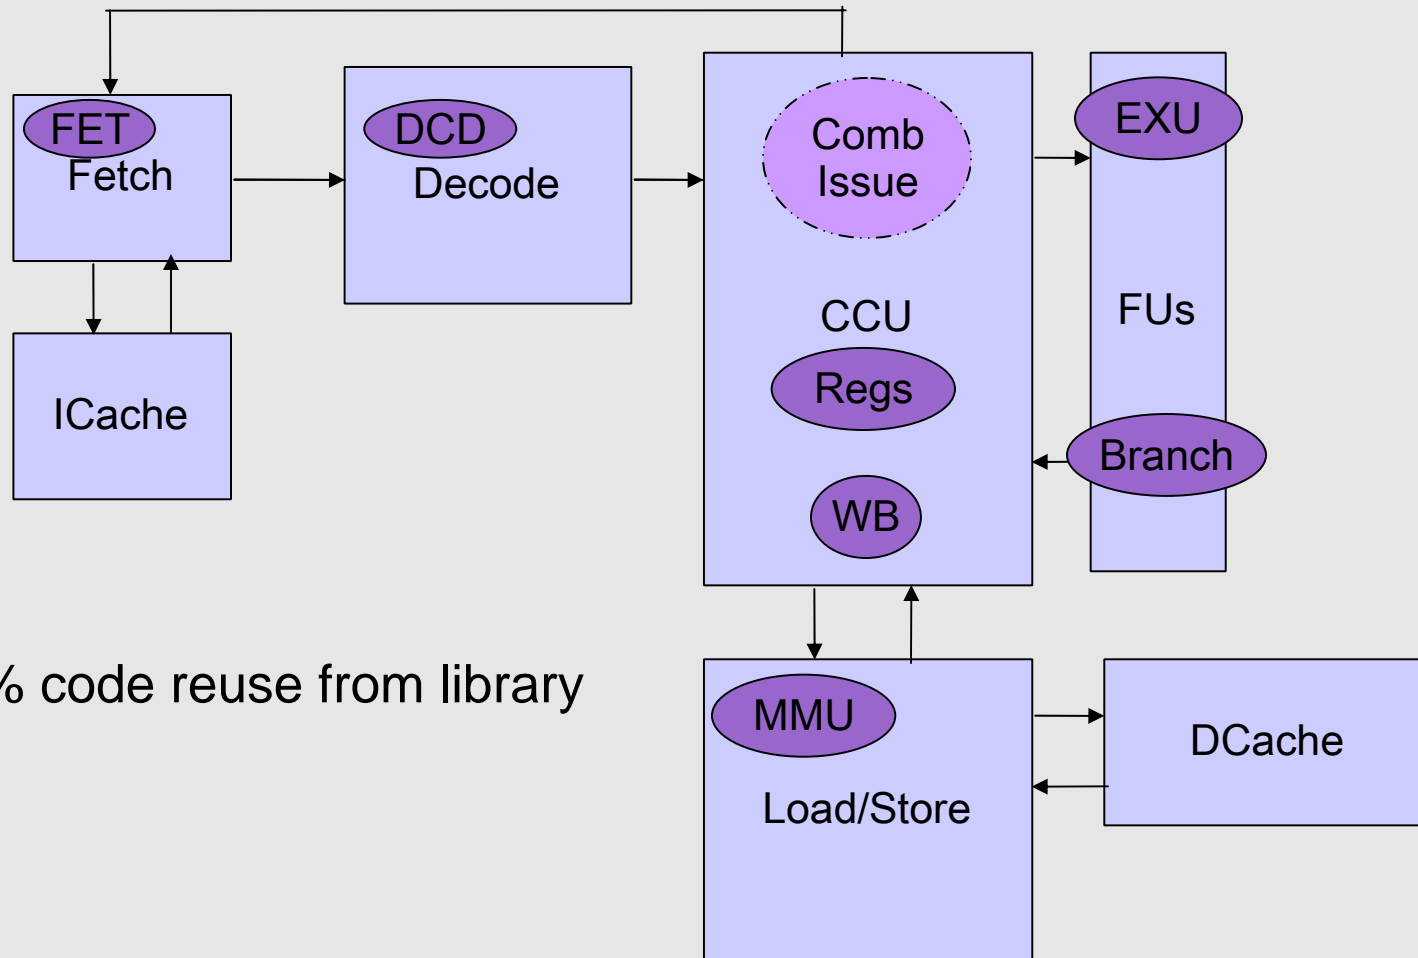 FET
Fetch
DCD
Decode
Comb
Issue
EXU
CCU
FUs
Regs
ICache
Branch
WB
% code reuse from library
MMU
DCache
Load/Store